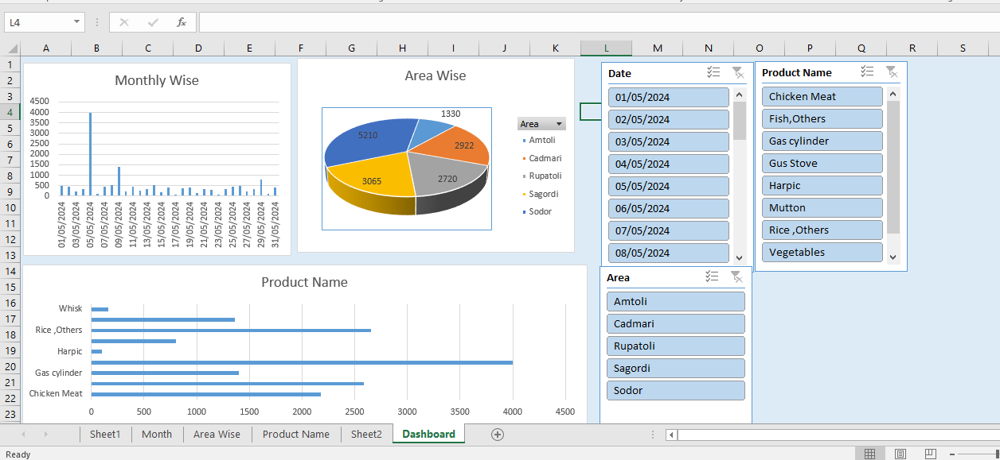 L4
fx
A B C D E F G H I J K L M N O P Q R S
1
2
3
4
5
6
7
8
9
10
11
12
13
14
15
16
17
18
19
20
21
22
23
Monthly Wise
4500
4000
3500
3000
2500
2000
1500
1000
500
0
01/05/2024
03/05/2024
05/05/2024
07/05/2024
09/05/2024
11/05/2024
13/05/2024
15/05/2024
17/05/2024
19/05/2024
21/05/2024
23/05/2024
25/05/2024
27/05/2024
29/05/2024
31/05/2024
Area Wise
1330
5210
2922
3065
2720
Area
Amtoli
Cadmari
Rupatoli
Sagordi
Sodor
Date
01/05/2024
02/05/2024
03/05/2024
04/05/2024
05/05/2024
06/05/2024
07/05/2024
08/05/2024
Product Name
Chicken Meat
Fish,Others
Gas cylinder
Gus Stove
Harpic
Mutton
Rice ,Others
Vegetables
Product Name
Whisk
Rice ,Others
Harpic
Gas cylinder
Chicken Meat
0 500 1000 1500 2000 2500 3000 3500 4000 4500
Area
Amtoli
Cadmari
Rupatoli
Sagordi
Sodor
Sheet1 Month Area Wise Product Name Sheet2 Dashboard
Ready